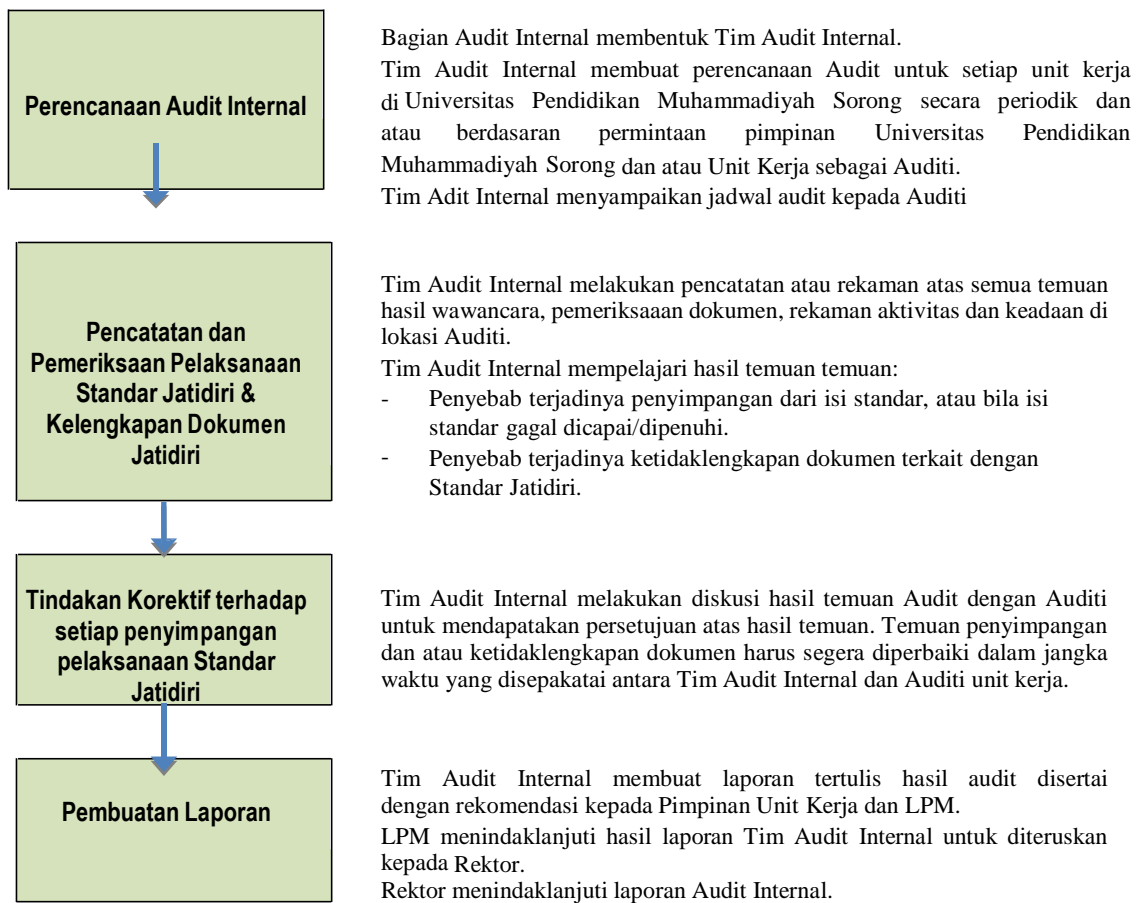 Perencanaan Audit Internal
Bagian Audit Internal membentuk Tim Audit Internal.
Tim Audit Internal membuat perencanaan Audit untuk setiap unit kerja
di Universitas Pendidikan Muhammadiyah Sorong secara periodik dan
atau berdasaran permintaan pimpinan Universitas Pendidikan
Muhammadiyah Sorong dan atau Unit Kerja sebagai Auditi.
Tim Adit Internal menyampaikan jadwal audit kepada Auditi
Pencatatan dan
Pemeriksaan Pelaksanaan
Standar Jatidiri &
Kelengkapan Dokumen
Jatidiri
Tim Audit Internal melakukan pencatatan atau rekaman atas semua temuan
hasil wawancara, pemeriksaaan dokumen, rekaman aktivitas dan keadaan di
lokasi Auditi.
Tim Audit Internal mempelajari hasil temuan temuan:
- Penyebab terjadinya penyimpangan dari isi standar, atau bila isi
standar gagal dicapai/dipenuhi.
- Penyebab terjadinya ketidaklengkapan dokumen terkait dengan
Standar Jatidiri.
Tindakan Korektif terhadap
setiap penyimpangan
pelaksanaan Standar
Jatidiri
Tim Audit Internal melakukan diskusi hasil temuan Audit dengan Auditi
untuk mendapatakan persetujuan atas hasil temuan. Temuan penyimpangan
dan atau ketidaklengkapan dokumen harus segera diperbaiki dalam jangka
waktu yang disepakatai antara Tim Audit Internal dan Auditi unit kerja.
Pembuatan Laporan
Tim Audit Internal membuat laporan tertulis hasil audit disertai
dengan rekomendasi kepada Pimpinan Unit Kerja dan LPM.
LPM menindaklanjuti hasil laporan Tim Audit Internal untuk diteruskan
kepada Rektor.
Rektor menindaklanjuti laporan Audit Internal.